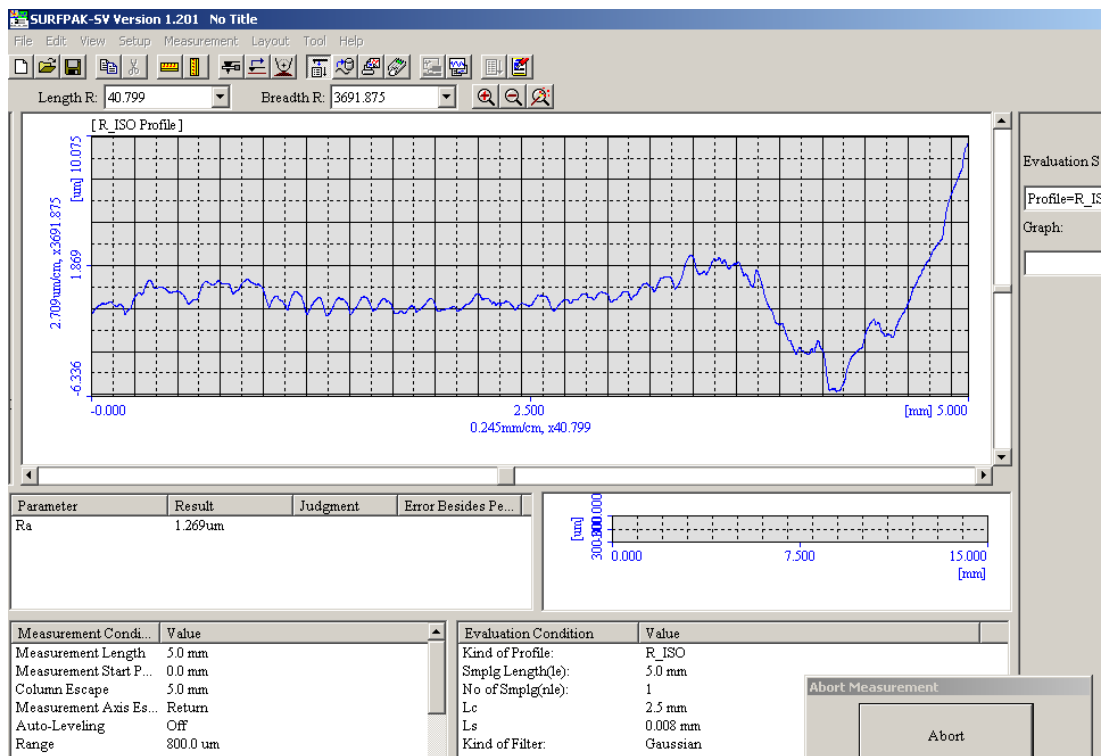 SURFPAK-SV Version 1.201 No Title
File Edit View Setup Measurement Layout Tool Help
Length R: 40.799 Breadth R: 3691.875
[ R_ISO Profile ]
[um] 10.075
1.869
-6.336
2.709um/cm, x3691.875
-0.000 2.500 [mm] 5.000
0.245mm/cm, x40.799
Evaluation S
Profile=R_IS
Graph:
Parameter Result Judgment Error Besides Pe...
Ra 1.269um
[um]
0.000 7.500 15.000
[mm]
Measurement Condi... Value
Measurement Length 5.0 mm
Measurement Start P... 0.0 mm
Column Escape 5.0 mm
Measurement Axis Es... Return
Auto-Leveling Off
Range 800.0 um
Evaluation Condition Value
Kind of Profile: R_ISO
Smplg Length(le): 5.0 mm
No of Smplg(nle): 1
Lc 2.5 mm
Ls 0.008 mm
Kind of Filter: Gaussian
Abort Measurement
Abort